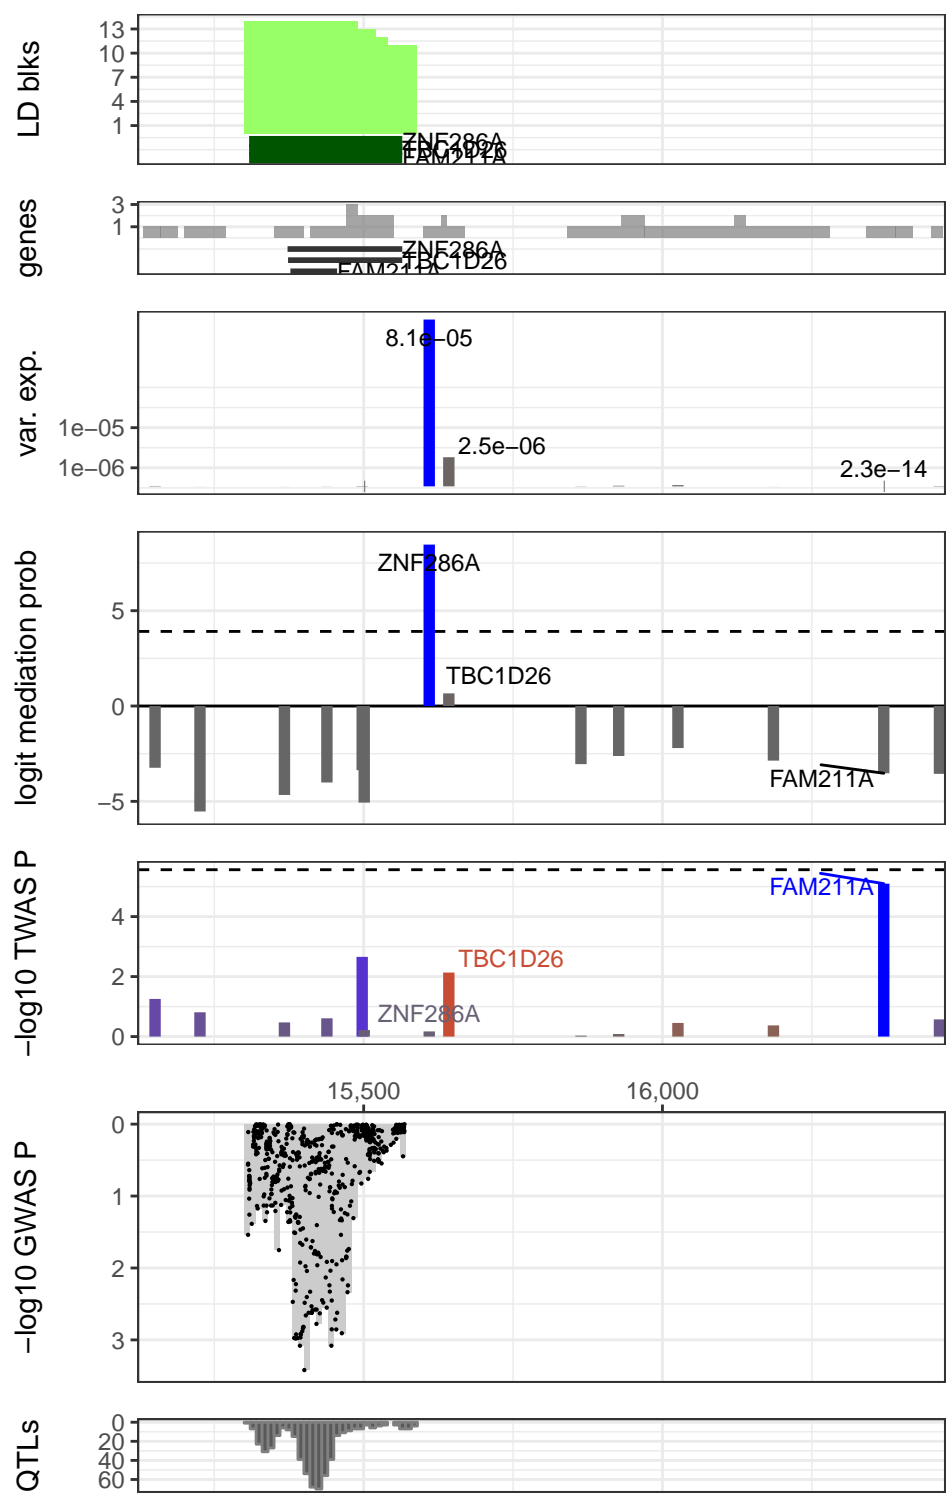 LD blks
13
10
7
4
1
ZNF286A
TBC1D26
FAM211A
genes
3
1
ZNF286A
TBC1D26
FAM211A
var. exp.
1e−05
1e−06
8.1e−05
2.5e−06
2.3e−14
logit mediation prob
5
0
−5
ZNF286A
TBC1D26
FAM211A
−log10 TWAS P
4
2
0
FAM211A
TBC1D26
ZNF286A
15,500 16,000
−log10 GWAS P
0
1
2
3
QTLs
0
20
40
60